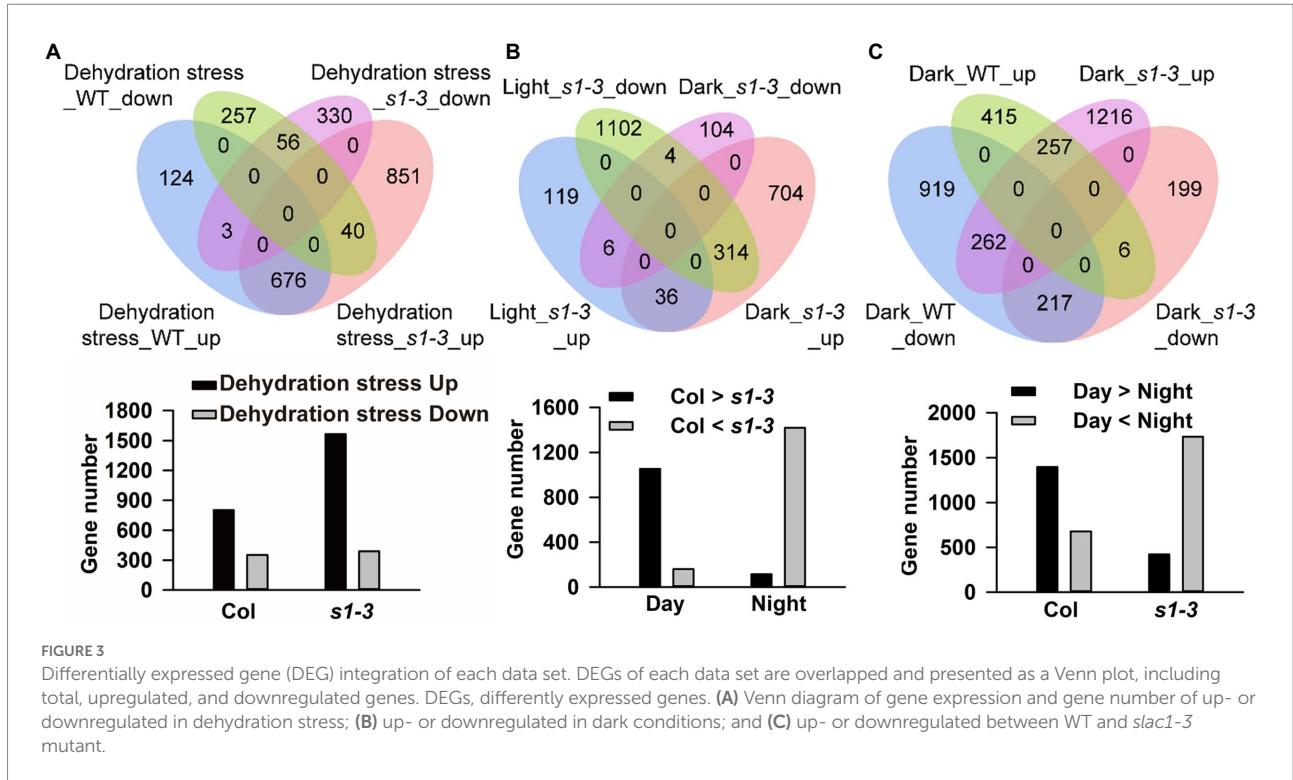 A
Dehydration stress
_WT_down
Dehydration stress
_s1-3_down
257
330
0
56
0
124
0
0
851
0
3
0
0
40
676
Dehydration
stress_WT_up
Dehydration
stress_s1-3_up
Dehydration stress Up
Dehydration stress Down
Gene number
1800
1500
1200
900
600
300
0
Col
s1-3
B
Light_s1-3_down
Dark_s1-3_down
1102
104
0
4
0
119
0
0
704
0
6
0
0
314
36
Light_s1-3
_up
Dark_s1-3
_up
Col > s1-3
Col < s1-3
Gene number
1600
1200
800
400
0
Day
Night
C
Dark_WT_up
Dark_s1-3_up
415
1216
0
257
0
919
0
0
199
0
262
0
0
6
217
Dark_WT
_down
Dark_s1-3
_down
Day > Night
Day < Night
Gene number
2000
1500
1000
500
0
Col
s1-3
FIGURE 3
Differentially expressed gene (DEG) integration of each data set. DEGs of each data set are overlapped and presented as a Venn plot, including
total, upregulated, and downregulated genes. DEGs, differently expressed genes. (A) Venn diagram of gene expression and gene number of up- or
downregulated in dehydration stress; (B) up- or downregulated in dark conditions; and (C) up- or downregulated between WT and slac1-3
mutant.